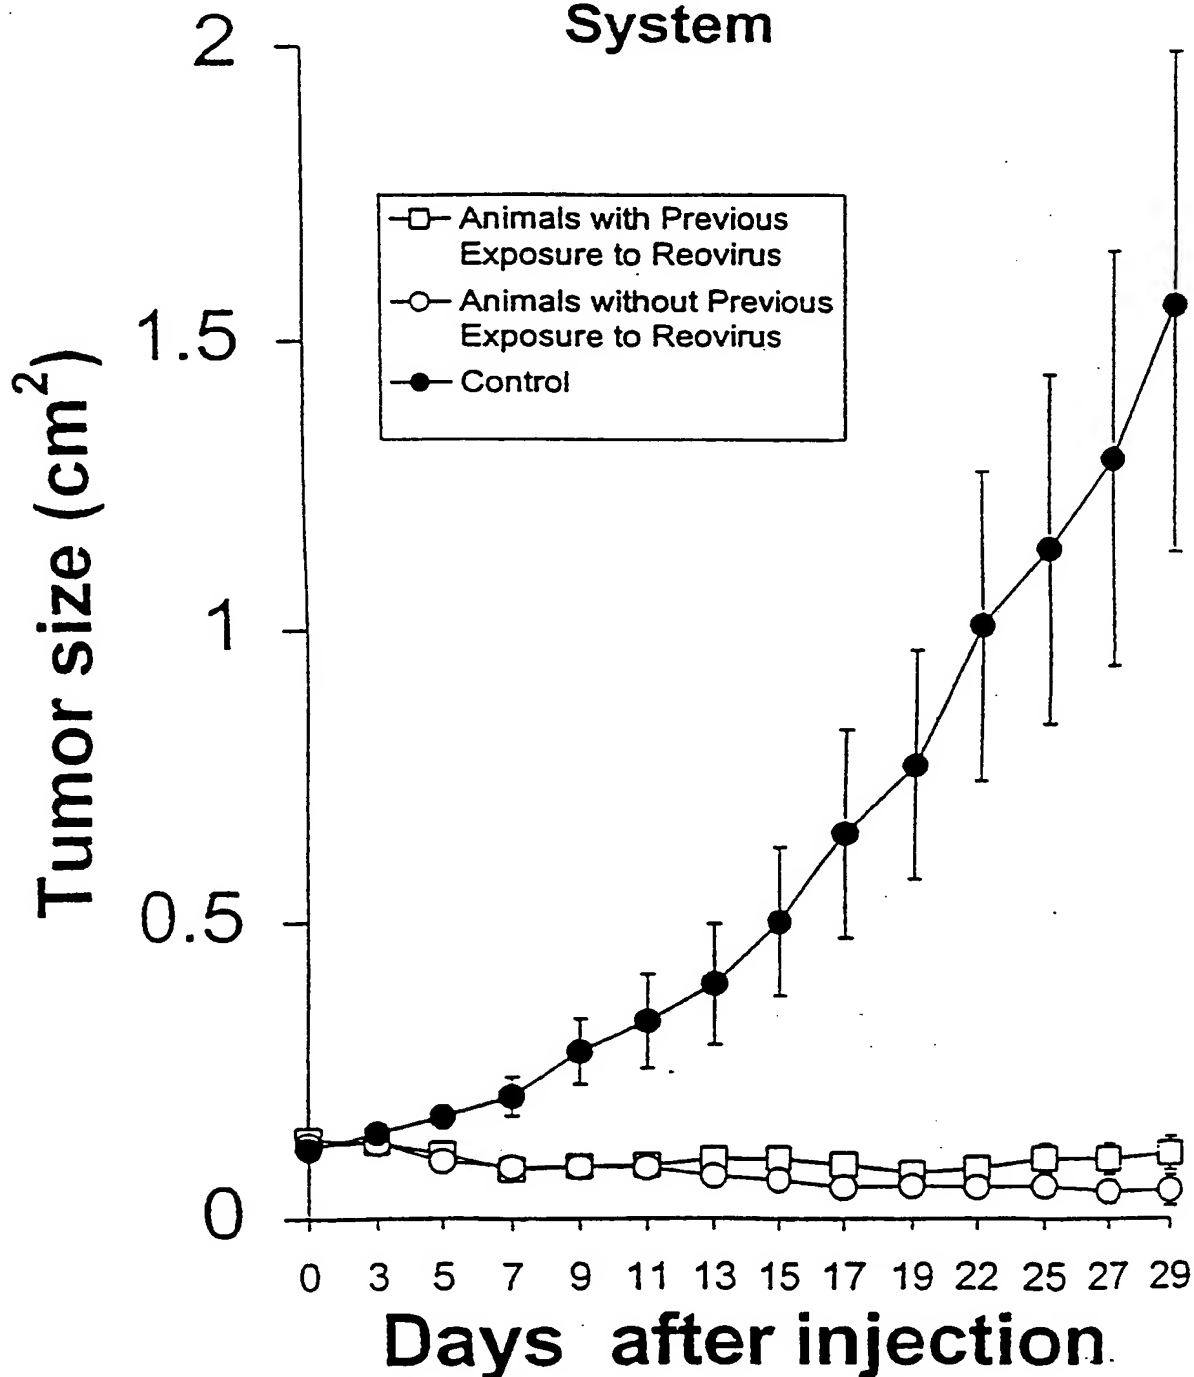 System
2
1.5
1
0.5
0
Tumor size (cm²)
Animals with Previous
Exposure to Reovirus
Animals without Previous
Exposure to Reovirus
Control
0 3 5 7 9 11 13 15 17 19 22 25 27 29
Days after injection